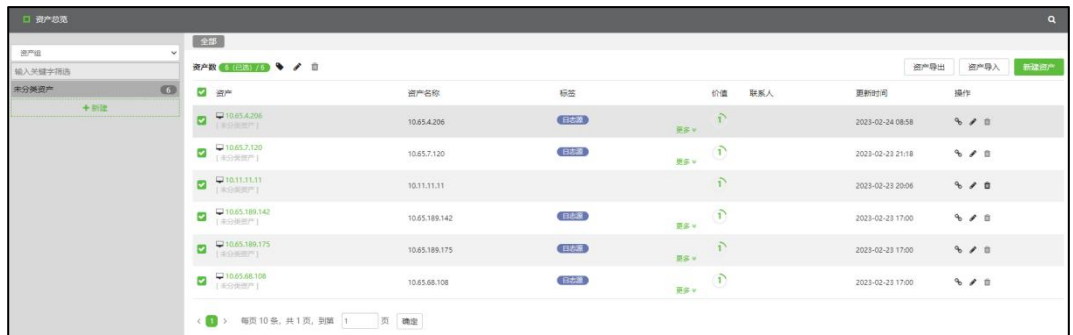 资产总览
资产组
输入关键字筛选
未分类资产 6
+ 新建
全部
资产数 6 (已选) / 6
资产导出 资产导入 新建资产
资产 资产名称 标签 价值 联系人 更新时间 操作
10.65.4.206 10.65.4.206 日志源 更多 1 2023-02-24 08:58
[ 未分类资产 ]
10.65.7.120 10.65.7.120 日志源 更多 1 2023-02-23 21:18
[ 未分类资产 ]
10.11.11.11 10.11.11.11 1 2023-02-23 20:06
[ 未分类资产 ]
10.65.189.142 10.65.189.142 日志源 更多 1 2023-02-23 17:00
[ 未分类资产 ]
10.65.189.175 10.65.189.175 日志源 更多 1 2023-02-23 17:00
[ 未分类资产 ]
10.65.68.108 10.65.68.108 日志源 更多 1 2023-02-23 17:00
[ 未分类资产 ]
< 1 > 每页 10 条, 共 1 页, 到第 1 页 确定